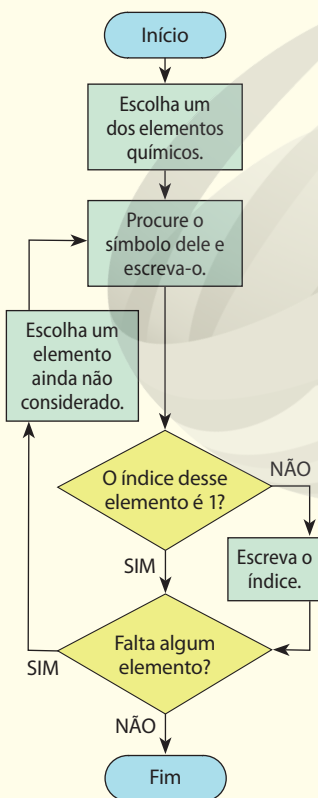 Início
Escolha um
dos elementos
químicos.
Procure o
símbolo dele e
escreva-o.
Escolha um
elemento
ainda não
considerado.
O índice desse
elemento é 1?
NÃO
SIM
Escreva o
índice.
Falta algum
elemento?
SIM
NÃO
Fim